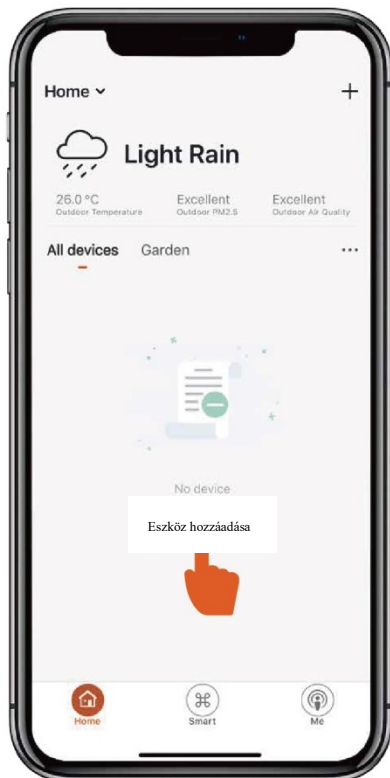 Home
Light Rain
26.0 °C Excellent Excellent
Outdoor Temperature Outdoor PM2.5 Outdoor Air Quality
All devices Garden ...
No device
Eszköz hozzáadása
Home Smart Me